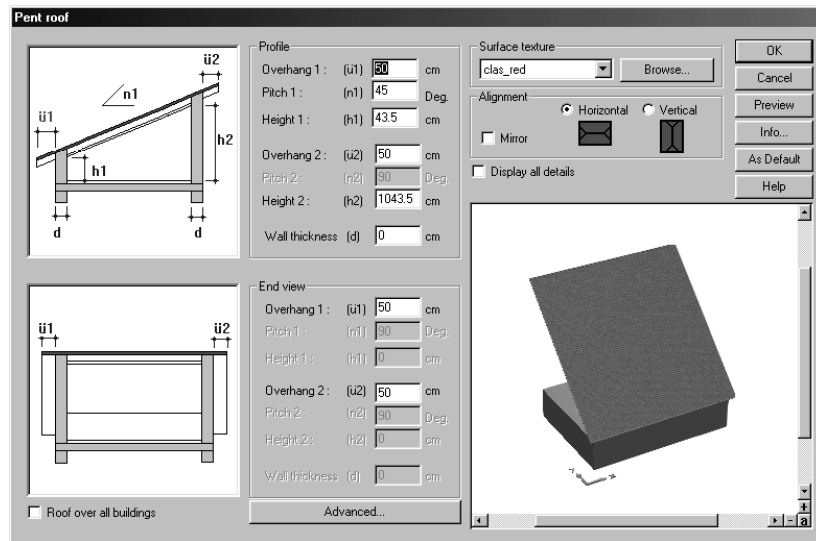 Pent roof
ü2
n1
ü1
h2
h1
d
d
Profile
Overhang 1 : (ü1) 50 cm
Pitch 1 : (n1) 45 Deg.
Height 1 : (h1) 43.5 cm
Overhang 2 : (ü2) 50 cm
Pitch 2 : (n2) 90 Deg.
Height 2 : (h2) 1043.5 cm
Wall thickness (d) 0 cm
Surface texture
clas_red
Browse...
Alignment
Horizontal
Vertical
Mirror
Display all details
OK
Cancel
Preview
Info...
As Default
Help
ü1
ü2
End view
Overhang 1 : (ü1) 50 cm
Pitch 1 : (n1) 90 Deg.
Height 1 : (h1) 0 cm
Overhang 2 : (ü2) 50 cm
Pitch 2 : (n2) 90 Deg.
Height 2 : (h2) 0 cm
Wall thickness (d) 0 cm
Roof over all buildings
Advanced...
a